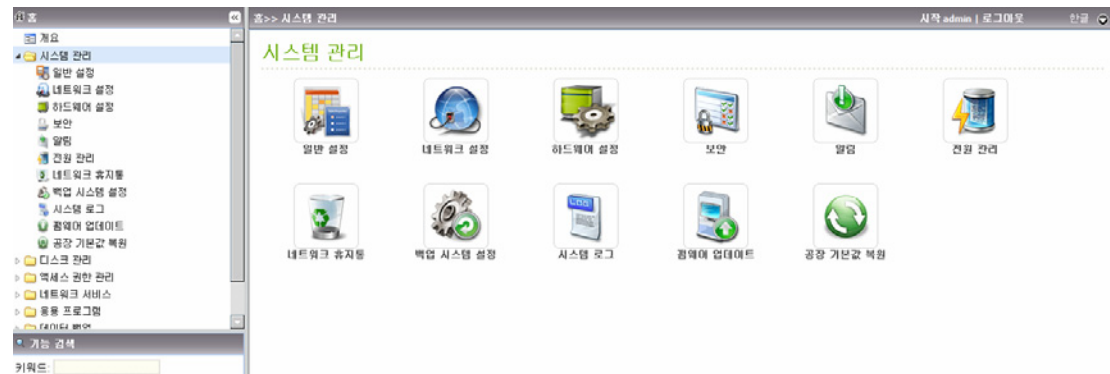 홈
홈>> 시스템 관리
시작 admin | 로그아웃
한글
개요
시스템 관리
일반 설정
네트워크 설정
하드웨어 설정
보안
알림
전원 관리
네트워크 휴지통
백업 시스템 설정
시스템 로그
펌웨어 업데이트
공장 기본값 복원
디스크 관리
액세스 권한 관리
네트워크 서비스
응용 프로그램
데이터 백업
기능 검색
키워드:
시스템 관리
일반 설정
네트워크 설정
하드웨어 설정
보안
알림
전원 관리
네트워크 휴지통
백업 시스템 설정
시스템 로그
펌웨어 업데이트
공장 기본값 복원